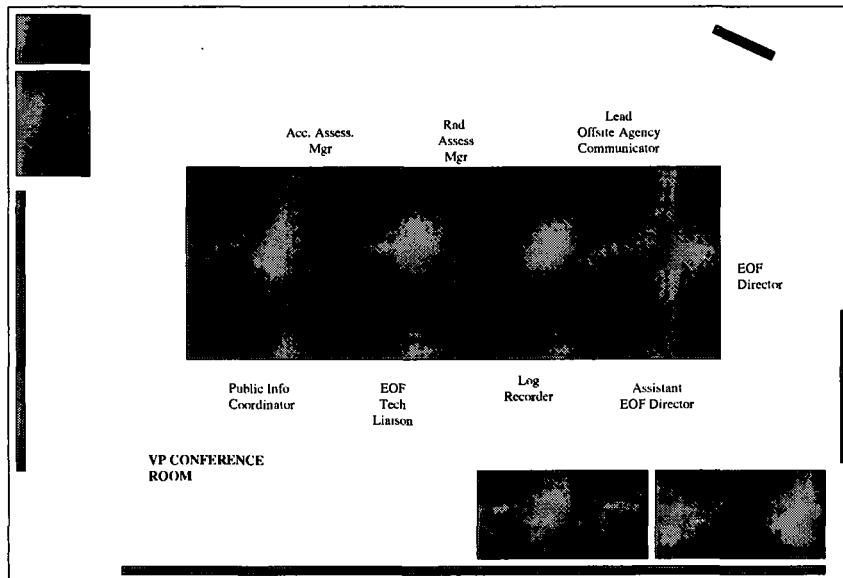 Acc. Assess.
Mgr
Rad
Assess
Mgr
Lead
Offsite Agency
Communicator
EOF
Director
Public Info
Coordinator
EOF
Tech
Liaison
Log
Recorder
Assistant
EOF Director
VP CONFERENCE
ROOM